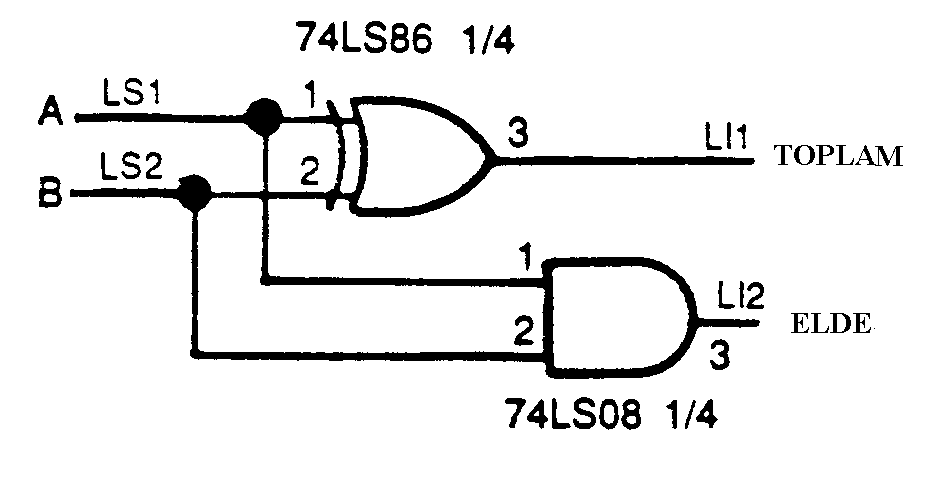 74LS86 1/4
A LS1 1 3 LI1 TOPLAM
B LS2 2
1
2 LI2 ELDE
3
74LS08 1/4